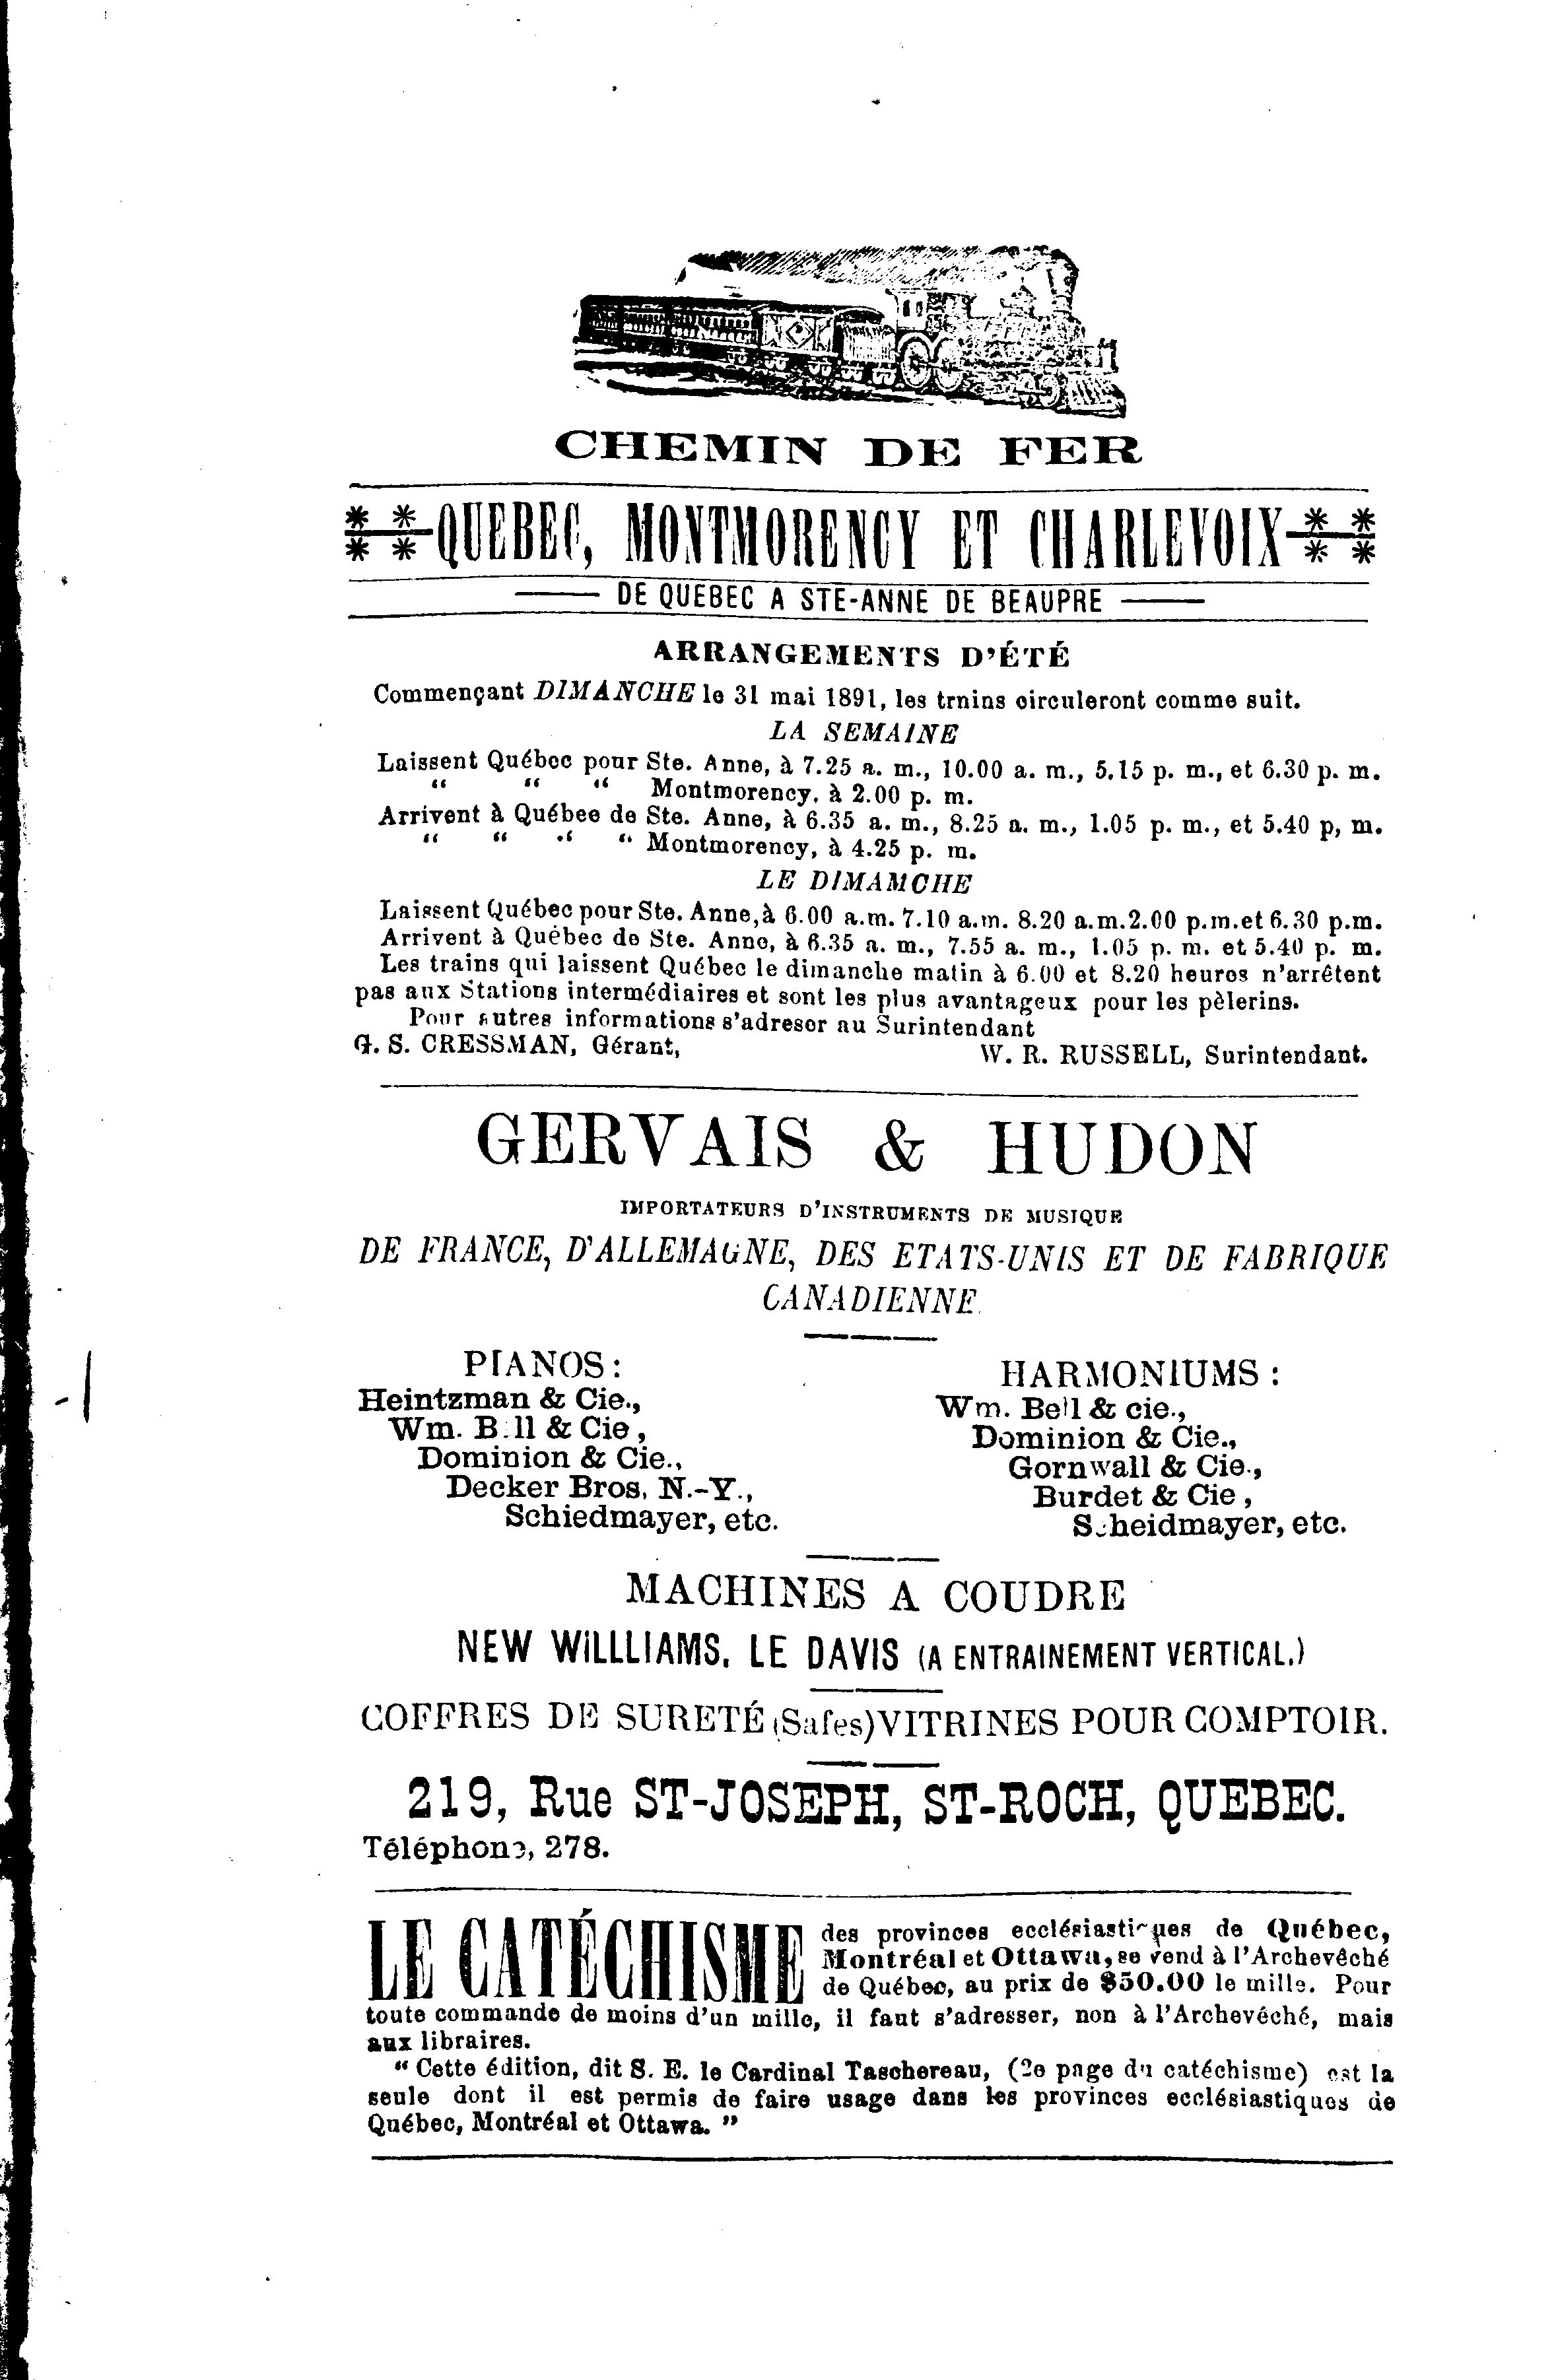 CHEMIN DE FER
QUEBEC, MONTMORENCY ET CHARLEVOIX
DE QUEBEC A STE-ANNE DE BEAUPRE
ARRANGEMENTS D'ÉTÉ
Commençant DIMANCHE le 31 mai 1891, les trnins circuleront comme suit.
LA SEMAINE
Laissent Québec pour Ste. Anne, à 7.25 a. m., 10.00 a. m., 5.15 p. m., et 6.30 p. m.
“ “ “ Montmorency, à 2.00 p. m.
Arrivent à Québec de Ste. Anne, à 6.35 a. m., 8.25 a. m., 1.05 p. m., et 5.40 p, m.
“ “ “ “ Montmorency, à 4.25 p. m.
LE DIMAMCHE
Laissent Québec pour Ste. Anne, à 6.00 a.m. 7.10 a.m. 8.20 a.m. 2.00 p.m. et 6.30 p.m.
Arrivent à Québec de Ste. Anne, à 6.35 a. m., 7.55 a. m., 1.05 p. m. et 5.40 p. m.
Les trains qui laissent Québec le dimanche matin à 6.00 et 8.20 heures n'arrêtent
pas aux Stations intermédiaires et sont les plus avantageux pour les pèlerins.
Pour autres informations s'adresor au Surintendant
G. S. CRESSMAN, Gérant,
W. R. RUSSELL, Surintendant.
GERVAIS & HUDON
IMPORTATEURS D'INSTRUMENTS DE MUSIQUE
DE FRANCE, D'ALLEMAGNE, DES ETATS-UNIS ET DE FABRIQUE
CANADIENNE
PIANOS:
Heintzman & Cie.,
Wm. Bell & Cie,
Dominion & Cie.,
Decker Bros, N.-Y.,
Schiedmayer, etc.
HARMONIUMS:
Wm. Bell & cie.,
Dominion & Cie.,
Gornwall & Cie.,
Burdet & Cie,
Scheidmayer, etc.
MACHINES A COUDRE
NEW WILLLIAMS, LE DAVIS (A ENTRAINEMENT VERTICAL.)
COFFRES DE SURETÉ (Safes) VITRINES POUR COMPTOIR.
219, Rue ST-JOSEPH, ST-ROCH, QUEBEC.
Téléphone, 278.
LE CATÉCHISME des provinces ecclésiastiques de Québec,
Montréal et Ottawa, se vend à l'Archevêché
de Québec, au prix de $50.00 le mille. Pour
toute commande de moins d'un mille, il faut s'adresser, non à l'Archevêché, mais
aux libraires.
“ Cette édition, dit S. E. le Cardinal Taschereau, (2e page du catéchisme) est la
seule dont il est permis de faire usage dans les provinces ecclésiastiques de
Québec, Montréal et Ottawa. ”